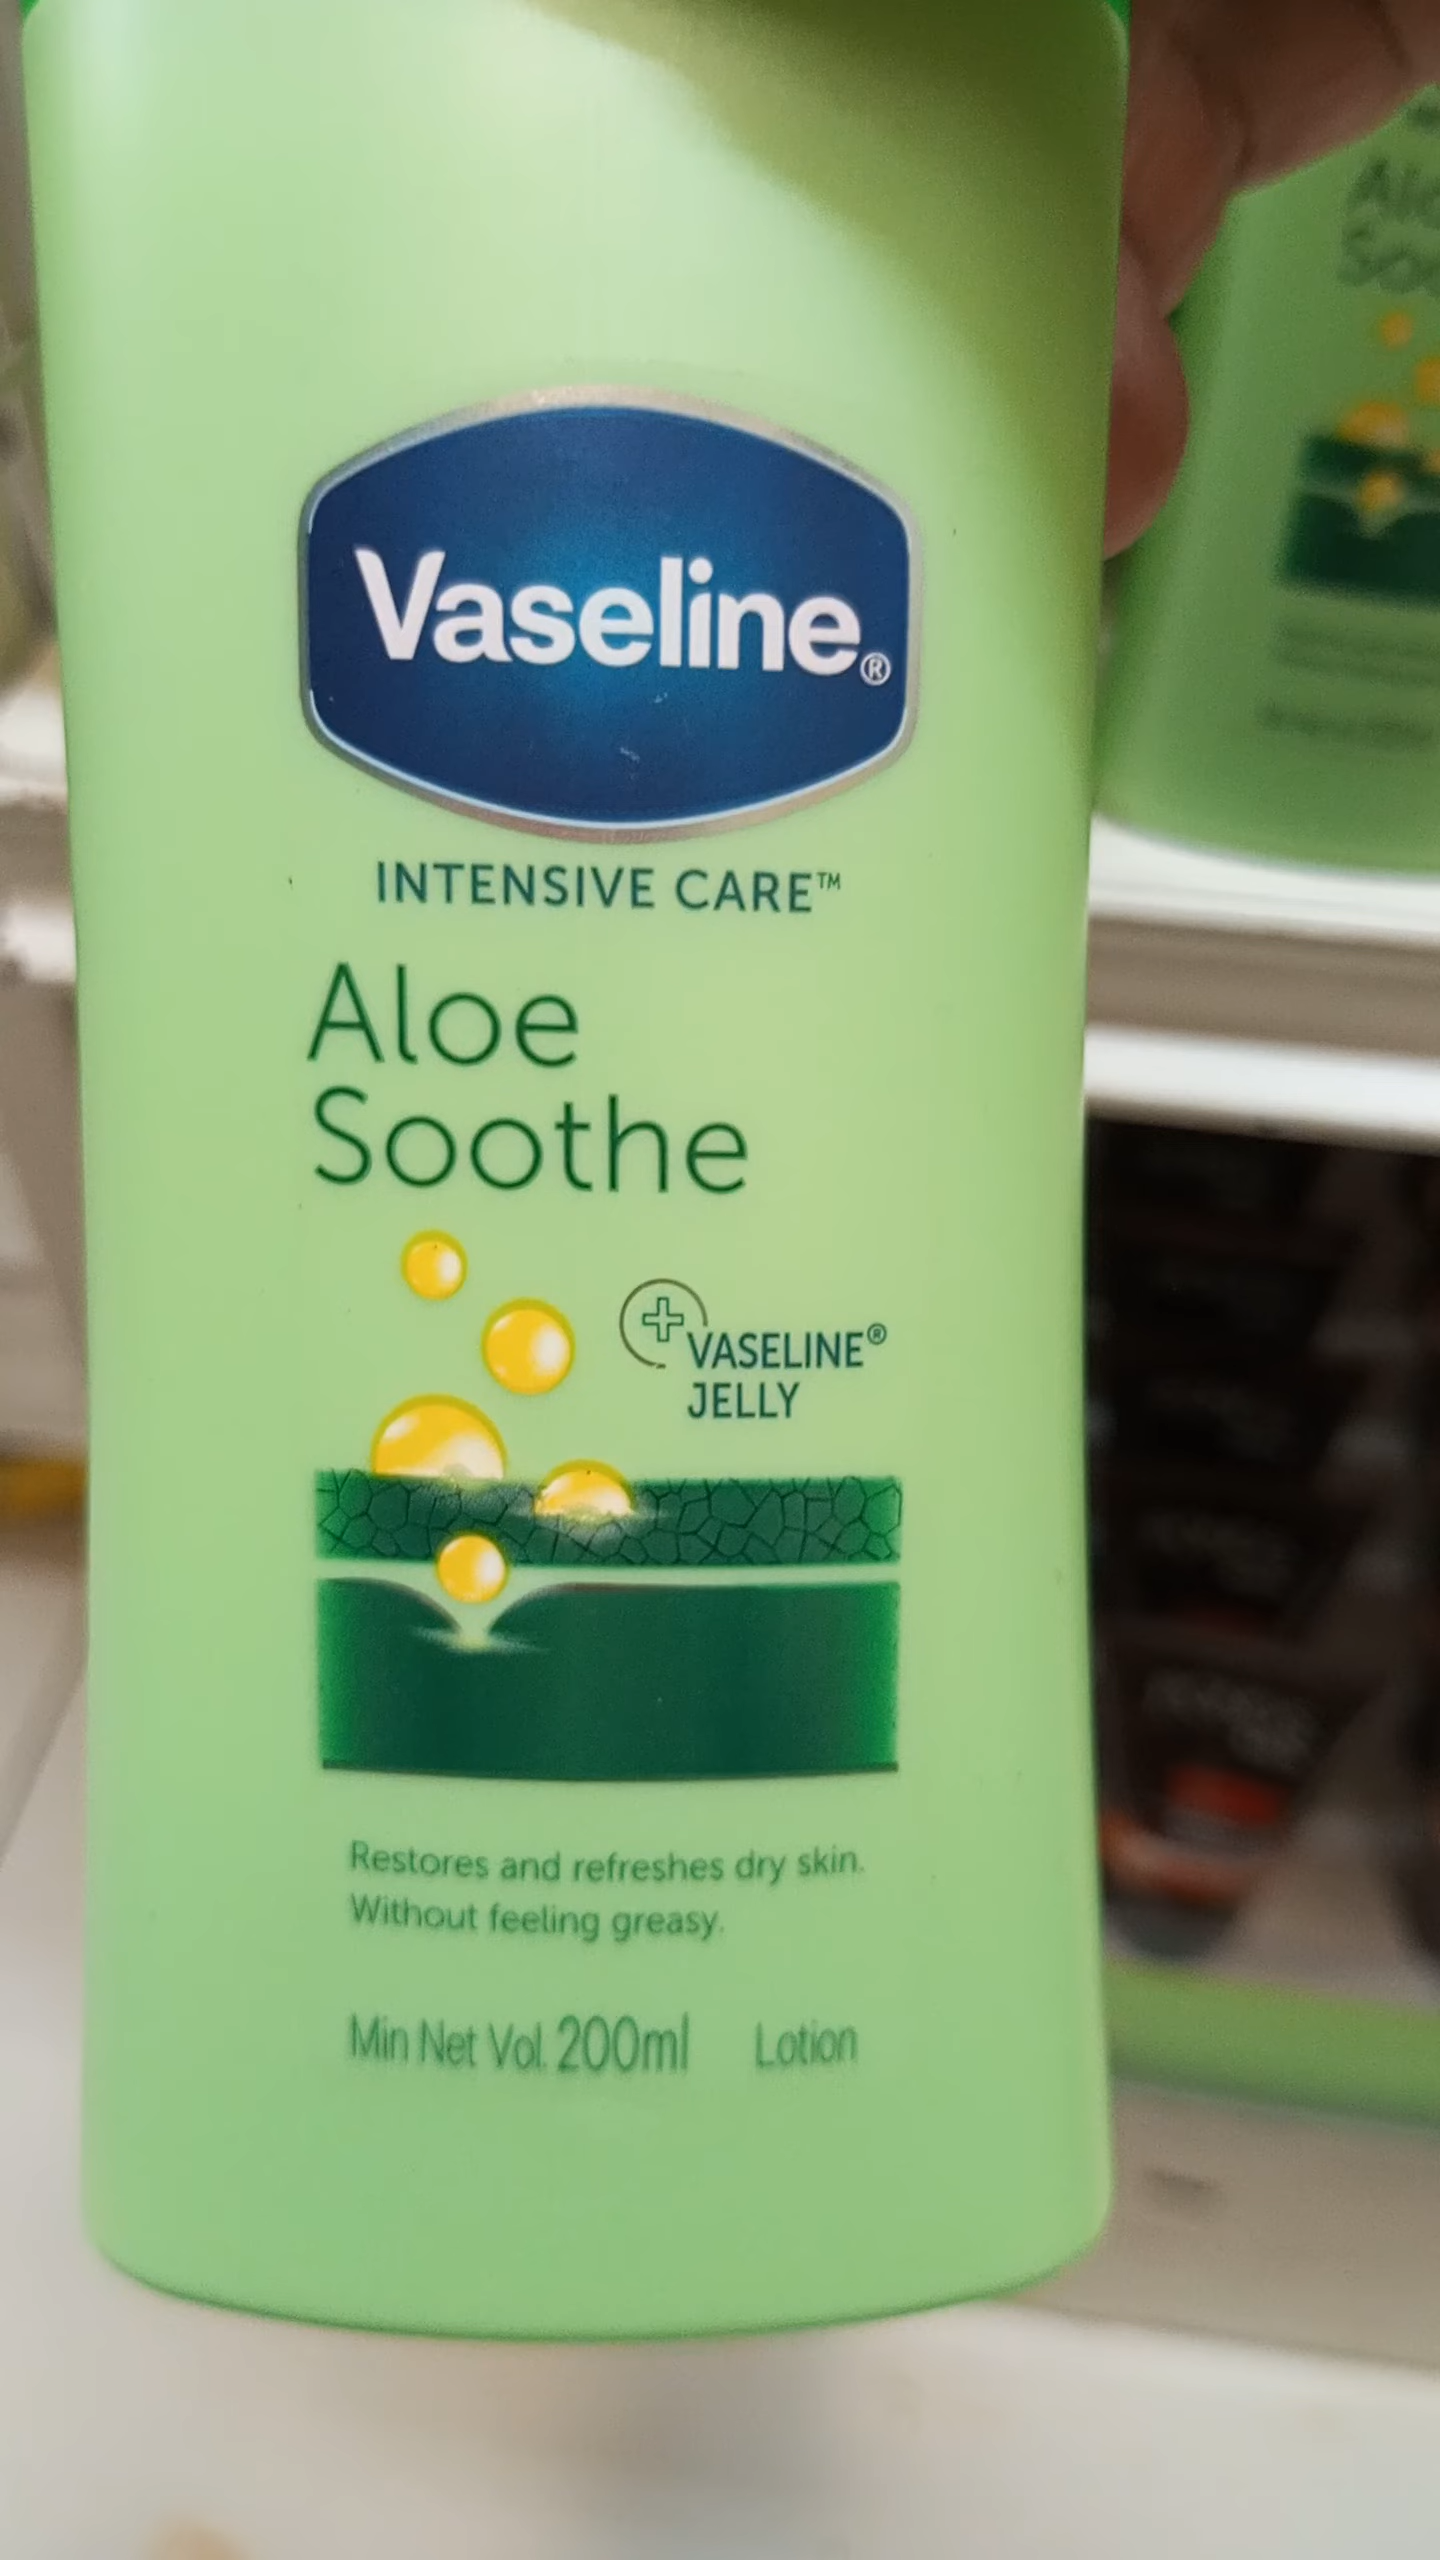 Vaseline®
INTENSIVE CARE™
Aloe
Soothe
VASELINE®
JELLY
Restores and refreshes dry skin.
Without feeling greasy.
Min Net Vol. 200ml Lotion